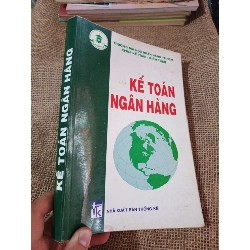 KẾ TOÁN
NGÂN HÀNG
NHÀ XUẤT BẢN THỐNG KÊ
KẾ TOÁN NGÂN HÀNG